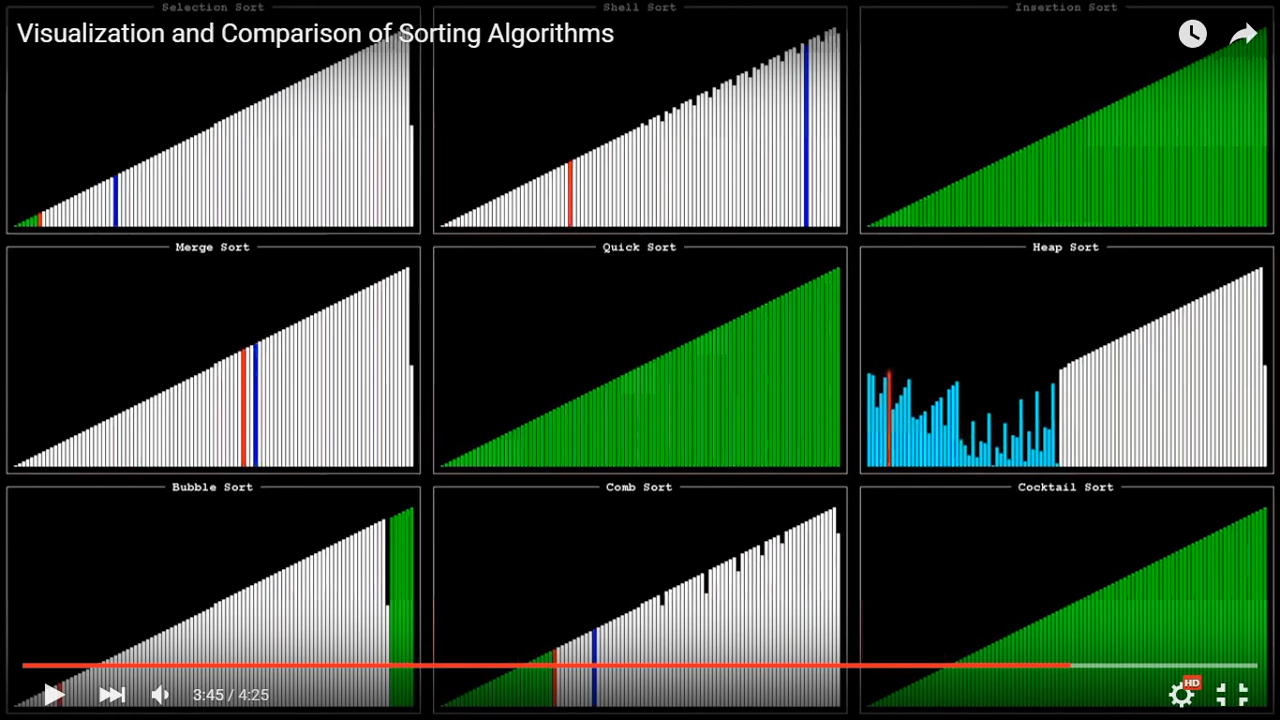 Selection Sort
Shell Sort
Insertion Sort
Visualization and Comparison of Sorting Algorithms
Merge Sort
Quick Sort
Heap Sort
Bubble Sort
Comb Sort
Cocktail Sort
3:45 / 4:25
HD